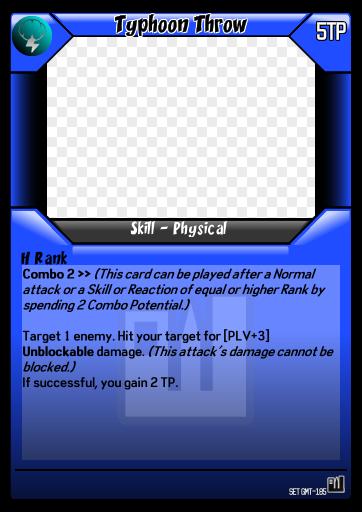 Typhoon Throw
5TP
Skill - Physical
H Rank
Combo 2 >> (This card can be played after a Normal
attack or a Skill or Reaction of equal or higher Rank by
spending 2 Combo Potential.)
Target 1 enemy. Hit your target for [PLV+3]
Unblockable damage. (This attack's damage cannot be
blocked.)
If successful, you gain 2 TP.
SET GMT-185